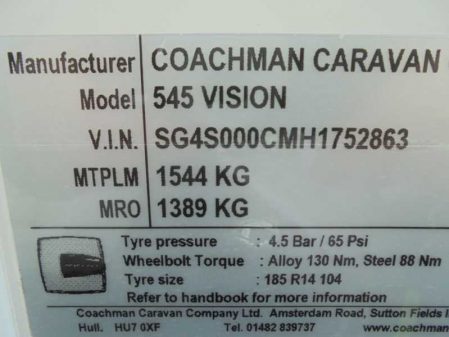 Manufacturer COACHMAN CARAVAN
Model 545 VISION
V.I.N. SG4S000CMH1752863
MTPLM 1544 KG
MRO 1389 KG
Tyre pressure : 4.5 Bar / 65 Psi
Wheelbolt Torque : Alloy 130 Nm, Steel 88 Nm
Tyre size : 185 R14 104
Refer to handbook for more information
Coachman Caravan Company Ltd. Amsterdam Road, Sutton Fields
Hull. HU7 0XF Tel. 01482 839737 www.coachman